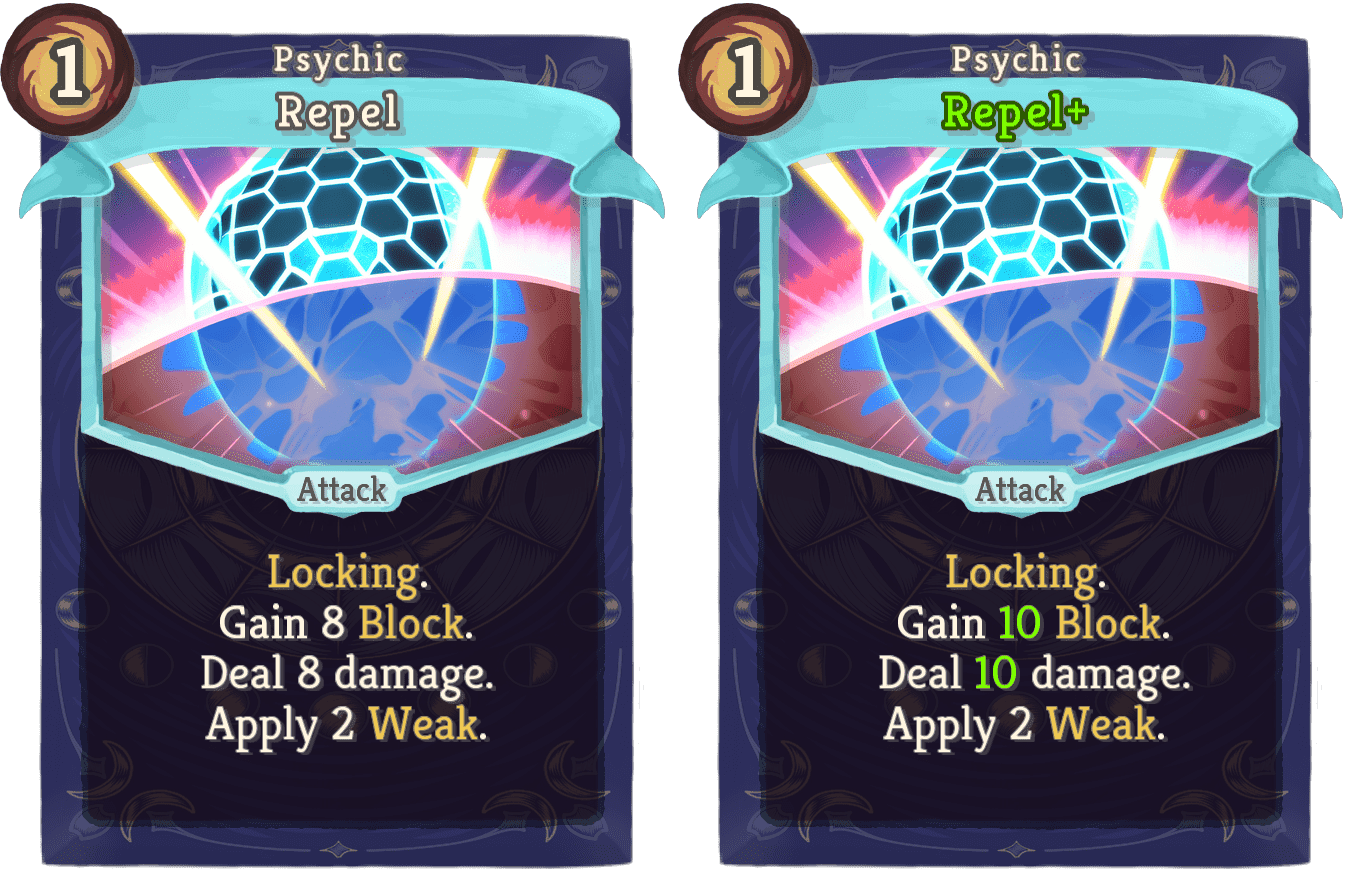 1
Psychic
Repel
Attack
Locking.
Gain 8 Block.
Deal 8 damage.
Apply 2 Weak.
1
Psychic
Repel+
Attack
Locking.
Gain 10 Block.
Deal 10 damage.
Apply 2 Weak.